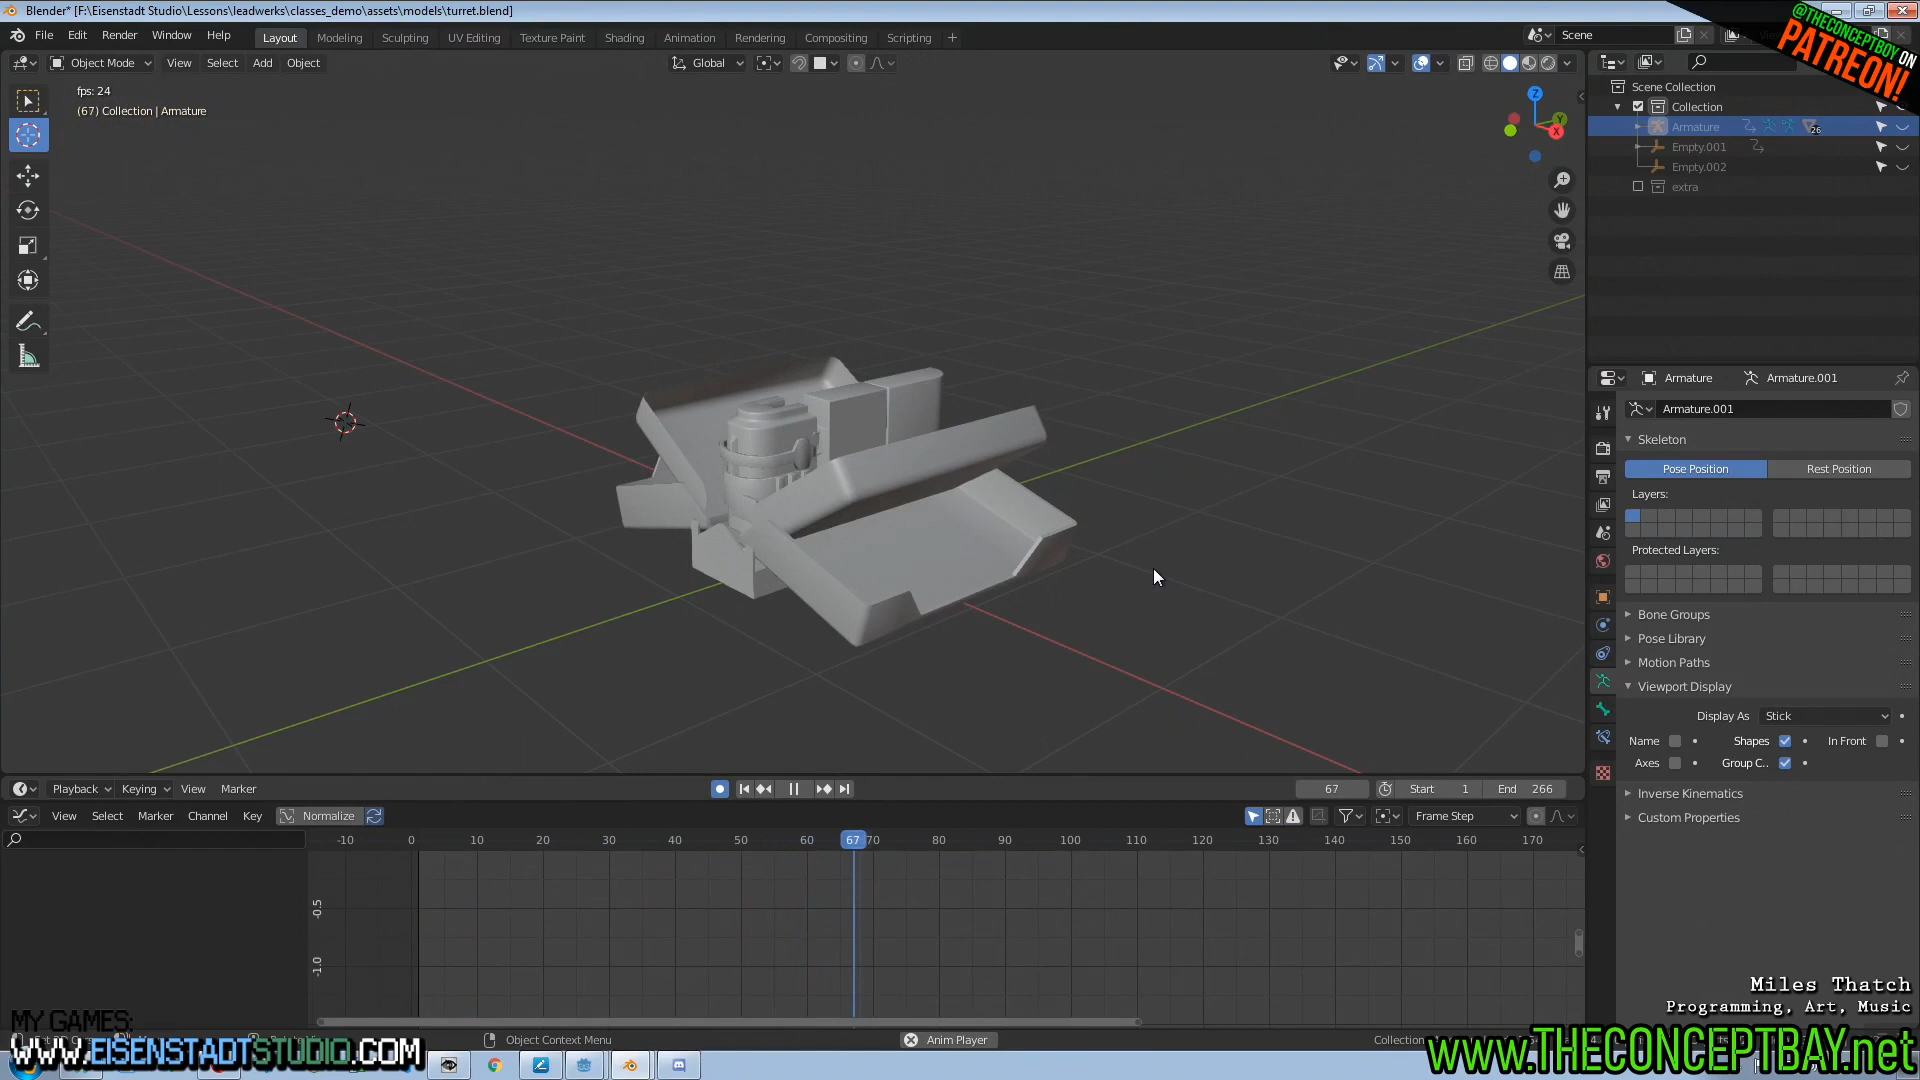 Blender* [F:\Eisenstadt Studio\Lessons\leadwerks\classes_demo\assets\models\turret.blend]
File Edit Render Window Help
Layout Modeling Sculpting UV Editing Texture Paint Shading Animation Rendering Compositing Scripting +
Scene
@THECONCEPTBOY ON
PATREON!
Object Mode View Select Add Object
Global
fps: 24
(67) Collection | Armature
Z
Y
X
Scene Collection
Collection
Armature
26
Empty.001
Empty.002
extra
Armature Armature.001
Armature.001
Skeleton
Pose Position Rest Position
Layers:
Protected Layers:
Bone Groups
Pose Library
Motion Paths
Viewport Display
Display As Stick
Name Shapes In Front
Axes Group C..
Inverse Kinematics
Custom Properties
Playback Keying View Marker
67 Start 1 End 266
View Select Marker Channel Key Normalize
Frame Step
-10 0 10 20 30 40 50 60 67 70 80 90 100 110 120 130 140 150 160 170
-0.5
-1.0
Miles Thatch
Programming, Art, Music
MY GAMES:
WWW.EISENSTADTSTUDIO.COM
Object Context Menu
Anim Player
www.THECONCEPTBAY.net